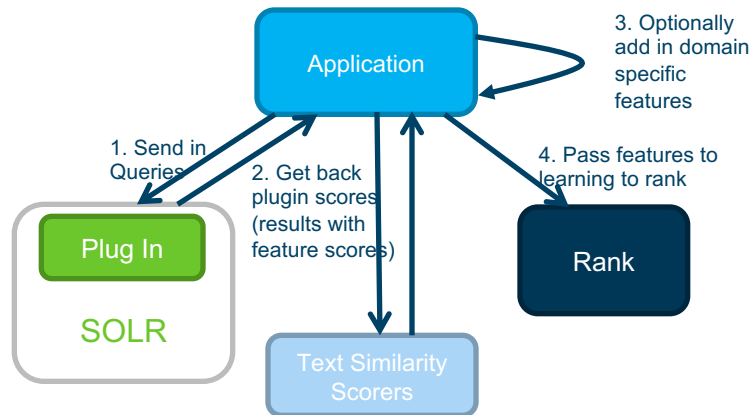 Application
3. Optionally
add in domain
specific
features
1. Send in
Queries
2. Get back
plugin scores
(results with
feature scores)
4. Pass features to
learning to rank
Plug In
SOLR
Rank
Text Similarity
Scorers